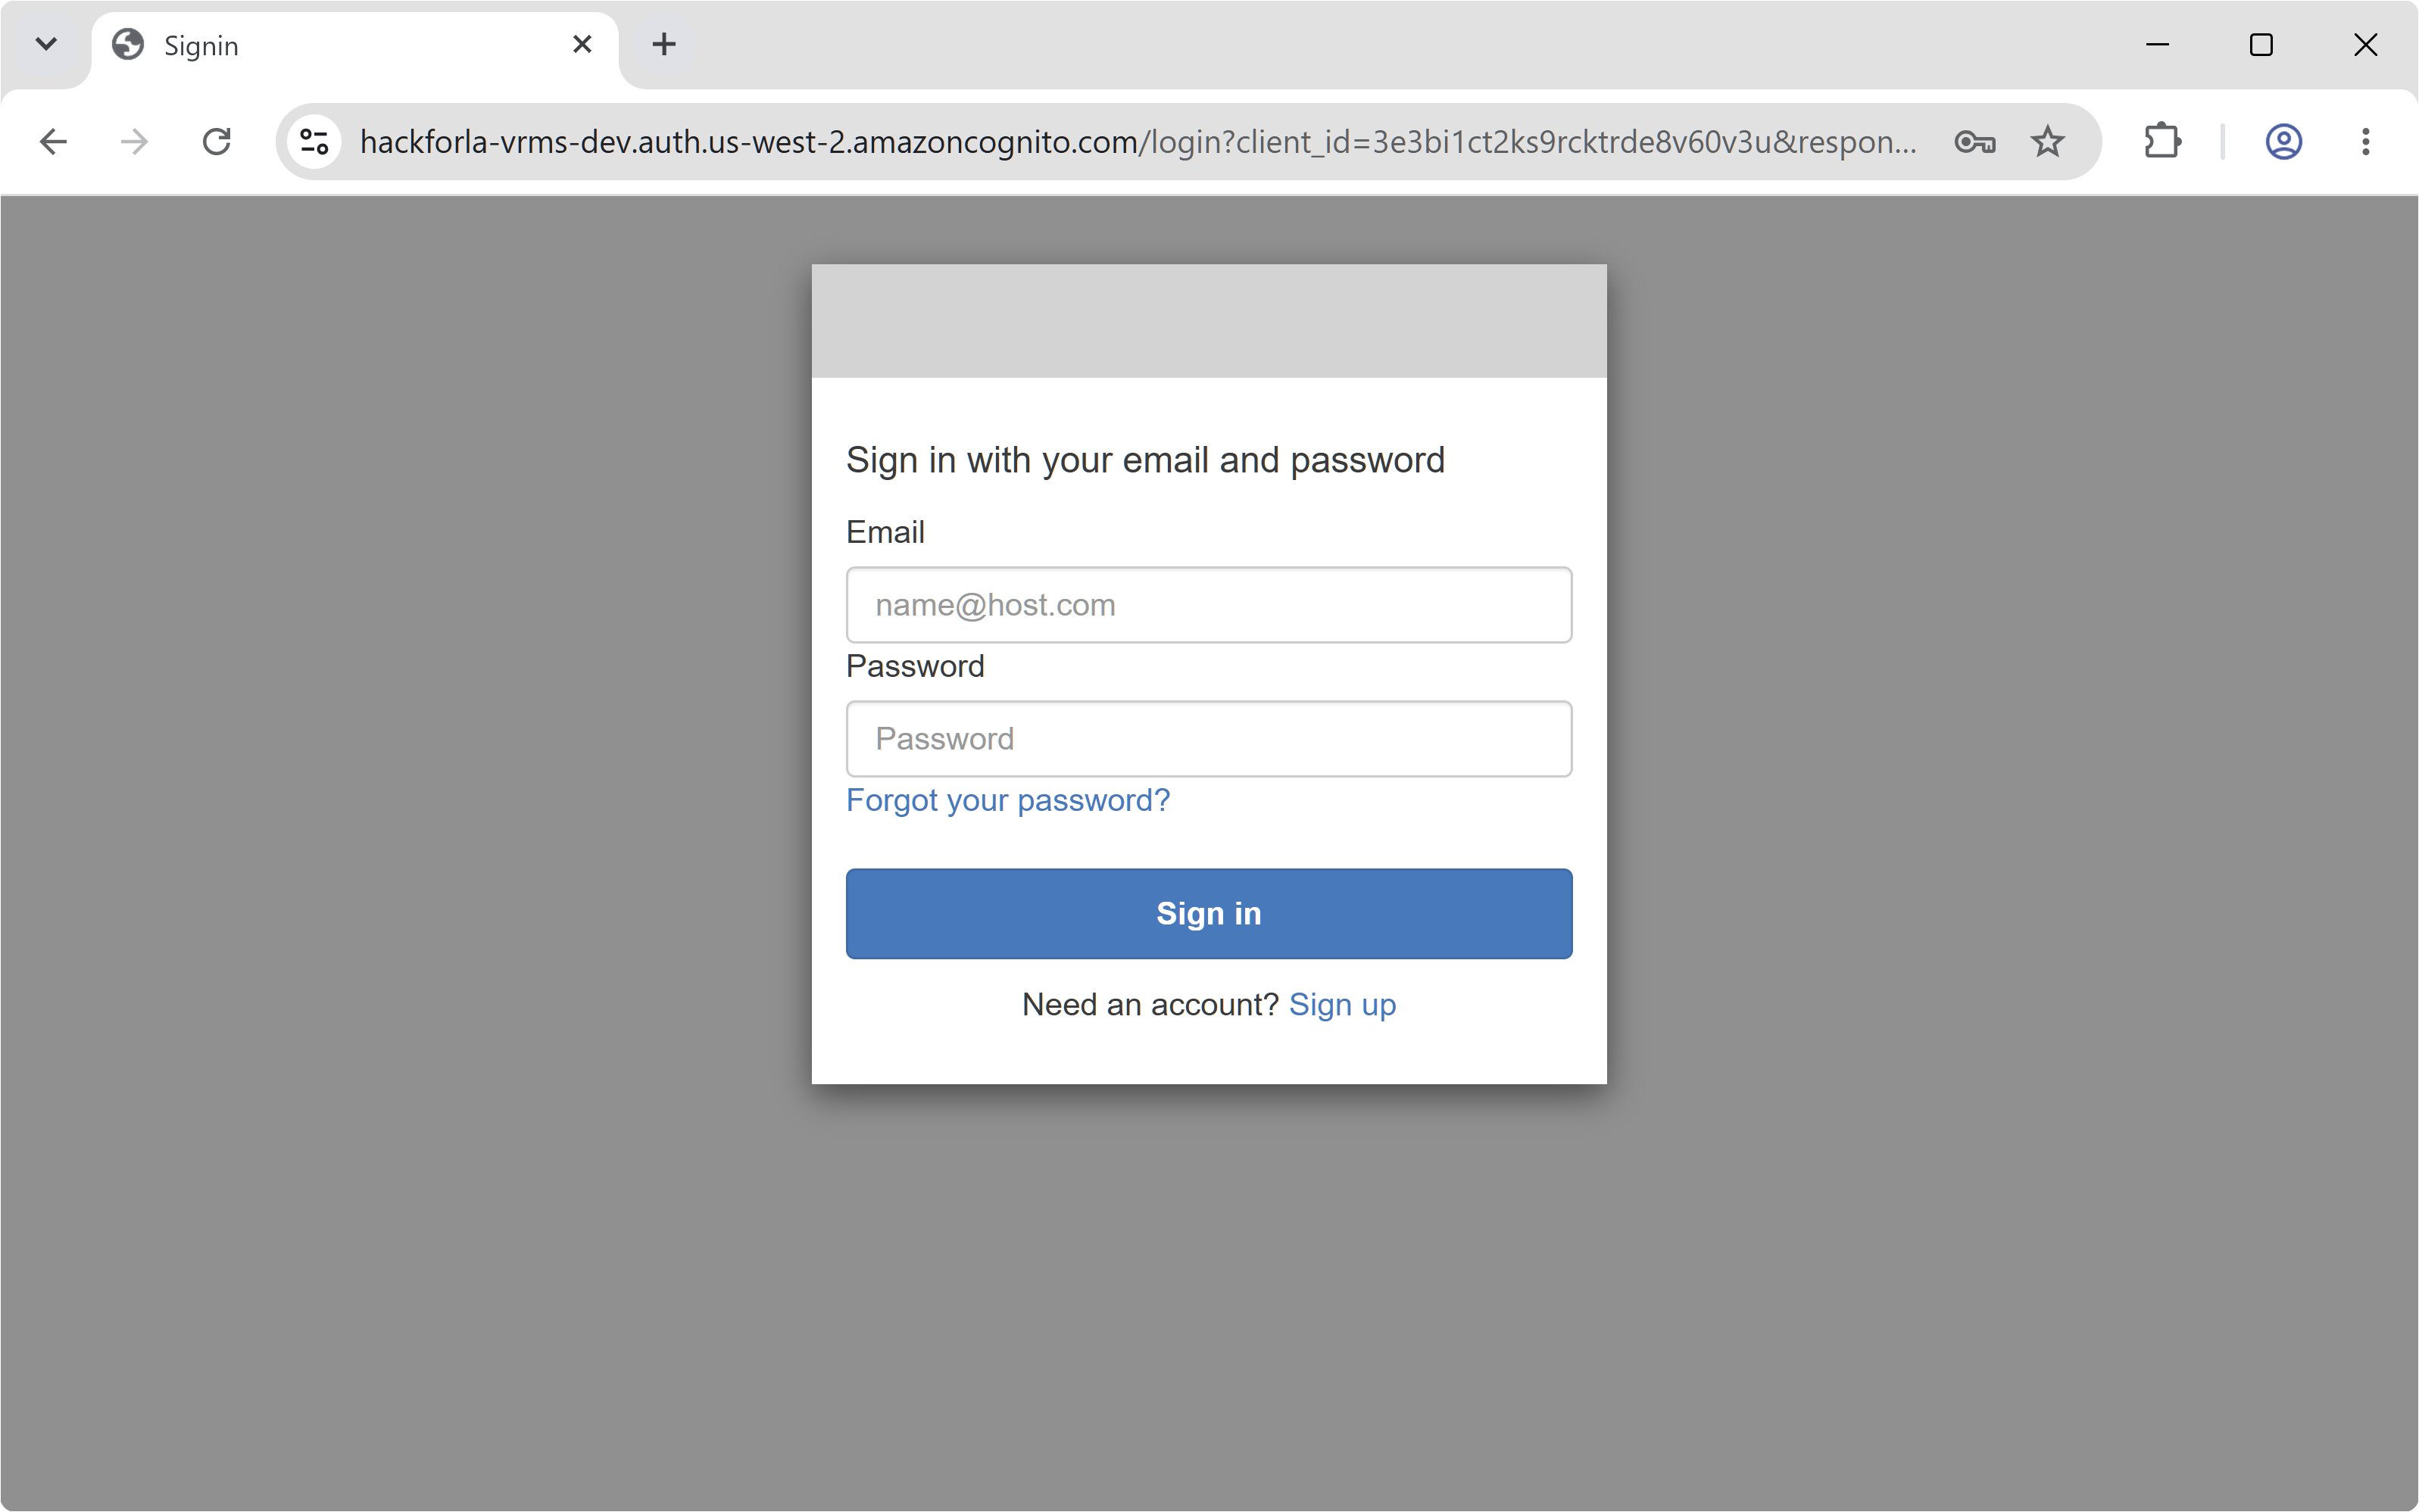 Signin
hackforla-vrms-dev.auth.us-west-2.amazoncognito.com/login?client_id=3e3bi1ct2ks9rcktrde8v60v3u&respon...
Sign in with your email and password
Email
name@host.com
Password
Password
Forgot your password?
Sign in
Need an account? Sign up